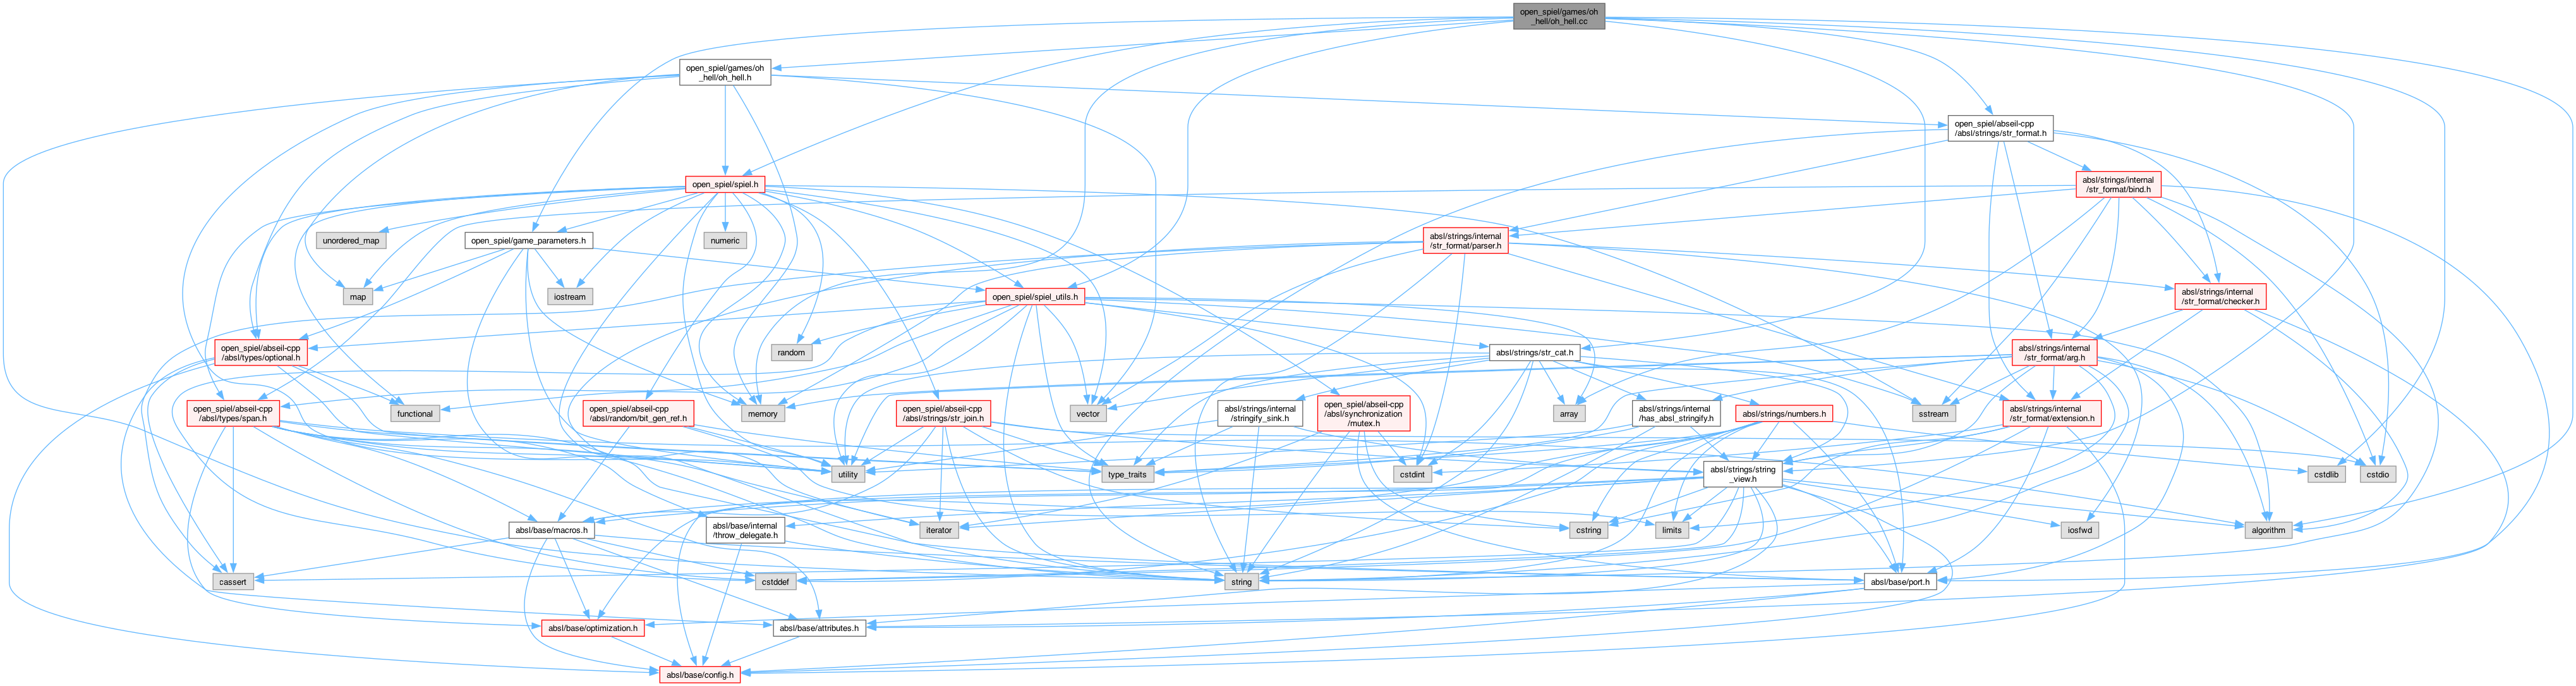 open_spiel/games/oh
_hell/oh_hell.cc
open_spiel/games/oh
_hell/oh_hell.h
open_spiel/abseil-cpp
/absl/strings/str_format.h
open_spiel/spiel.h
absl/strings/internal
/str_format/bind.h
unordered_map
open_spiel/game_parameters.h
numeric
absl/strings/internal
/str_format/parser.h
map
iostream
open_spiel/spiel_utils.h
absl/strings/internal
/str_format/checker.h
open_spiel/abseil-cpp
/absl/types/optional.h
random
absl/strings/str_cat.h
absl/strings/internal
/str_format/arg.h
open_spiel/abseil-cpp
/absl/types/span.h
functional
open_spiel/abseil-cpp
/absl/random/bit_gen_ref.h
memory
open_spiel/abseil-cpp
/absl/strings/str_join.h
vector
absl/strings/internal
/stringify_sink.h
open_spiel/abseil-cpp
/absl/synchronization
/mutex.h
array
absl/strings/internal
/has_absl_stringify.h
absl/strings/numbers.h
sstream
absl/strings/internal
/str_format/extension.h
utility
type_traits
cstdint
absl/strings/string
_view.h
cstdlib
cstdio
absl/base/macros.h
absl/base/internal
/throw_delegate.h
iterator
cstring
limits
iosfwd
algorithm
cassert
cstddef
string
absl/base/port.h
absl/base/optimization.h
absl/base/attributes.h
absl/base/config.h